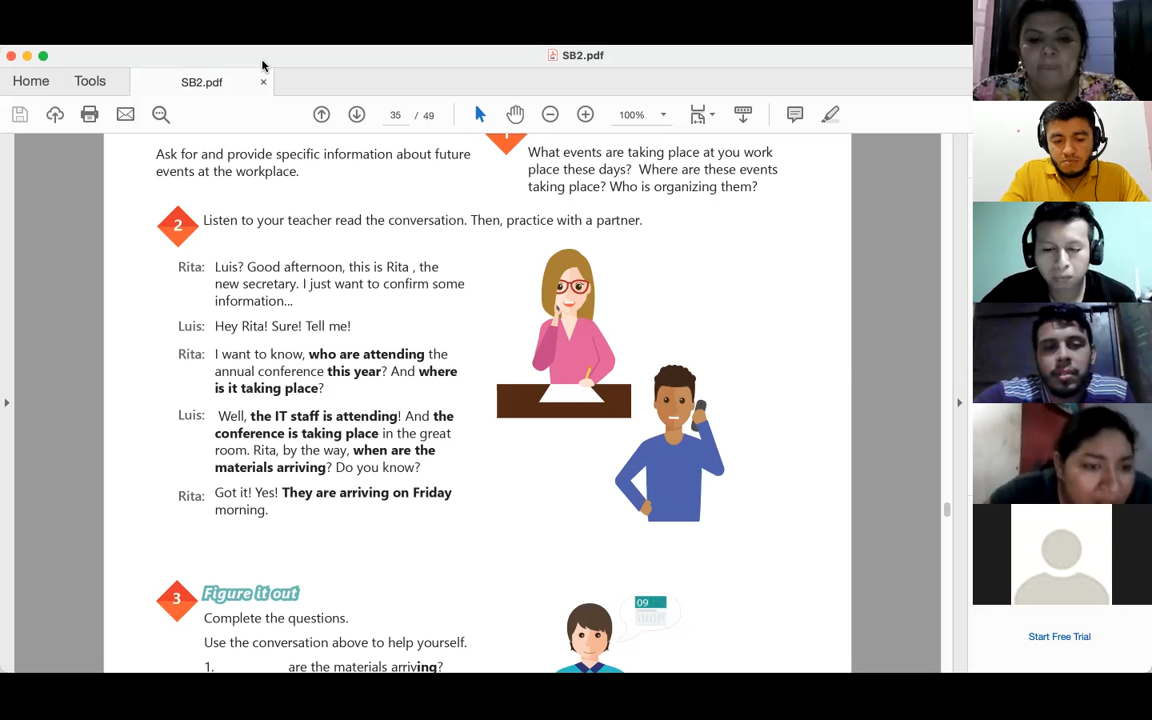 SB2.pdf
Home
Tools
SB2.pdf
×
35 / 49
100%
Ask for and provide specific information about future
events at the workplace.
What events are taking place at you work
place these days? Where are these events
taking place? Who is organizing them?
2
Listen to your teacher read the conversation. Then, practice with a partner.
Rita: Luis? Good afternoon, this is Rita , the
new secretary. I just want to confirm some
information...
Luis: Hey Rita! Sure! Tell me!
Rita: I want to know, who are attending the
annual conference this year? And where
is it taking place?
Luis: Well, the IT staff is attending! And the
conference is taking place in the great
room. Rita, by the way, when are the
materials arriving? Do you know?
Rita: Got it! Yes! They are arriving on Friday
morning.
3
Figure it out
Complete the questions.
Use the conversation above to help yourself.
1. are the materials arriving?
09
Start Free Trial